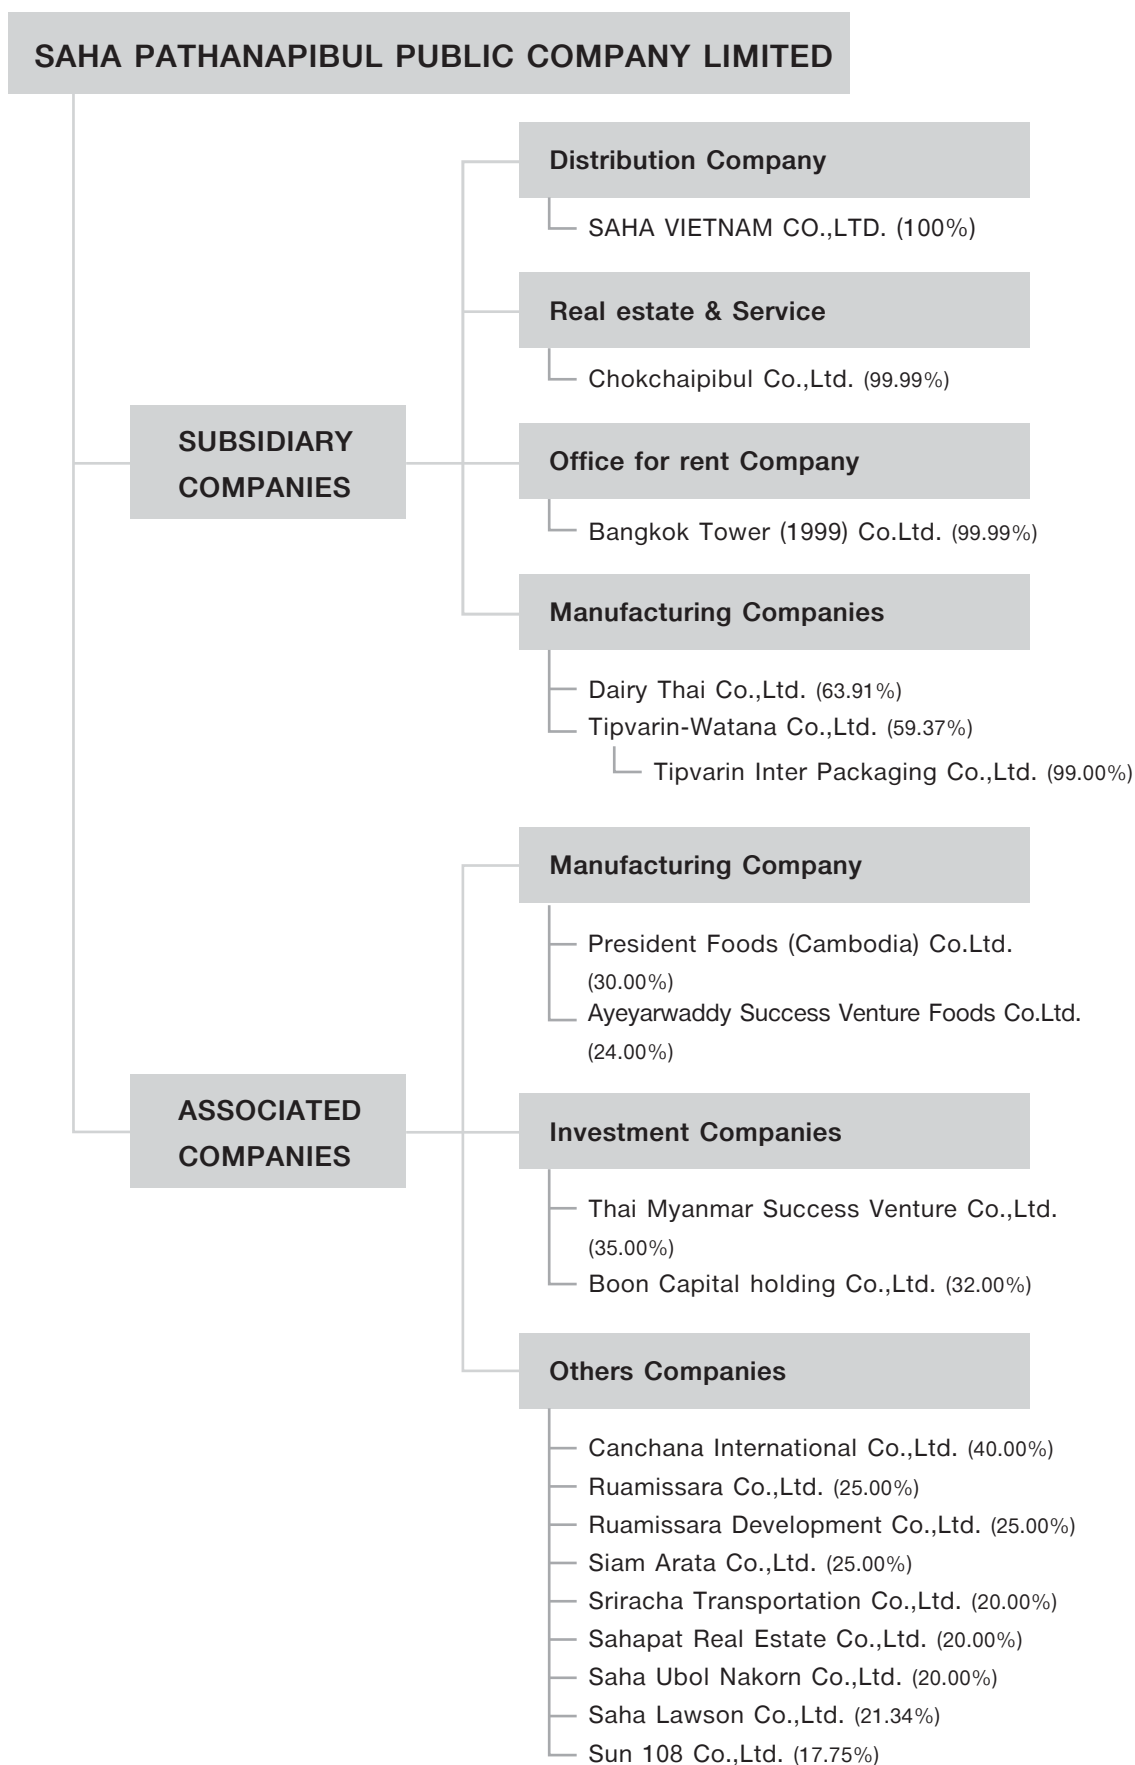 SAHA PATHANAPIBUL PUBLIC COMPANY LIMITED
SUBSIDIARY
COMPANIES
Distribution Company
SAHA VIETNAM CO.,LTD. (100%)
Real estate & Service
Chokchaipibul Co.,Ltd. (99.99%)
Office for rent Company
Bangkok Tower (1999) Co.Ltd. (99.99%)
Manufacturing Companies
Dairy Thai Co.,Ltd. (63.91%)
Tipvarin-Watana Co.,Ltd. (59.37%)
Tipvarin Inter Packaging Co.,Ltd. (99.00%)
ASSOCIATED
COMPANIES
Manufacturing Company
President Foods (Cambodia) Co.Ltd.
(30.00%)
Ayeyarwaddy Success Venture Foods Co.Ltd.
(24.00%)
Investment Companies
Thai Myanmar Success Venture Co.,Ltd.
(35.00%)
Boon Capital holding Co.,Ltd. (32.00%)
Others Companies
Canchana International Co.,Ltd. (40.00%)
Ruamissara Co.,Ltd. (25.00%)
Ruamissara Development Co.,Ltd. (25.00%)
Siam Arata Co.,Ltd. (25.00%)
Sriracha Transportation Co.,Ltd. (20.00%)
Sahapat Real Estate Co.,Ltd. (20.00%)
Saha Ubol Nakorn Co.,Ltd. (20.00%)
Saha Lawson Co.,Ltd. (21.34%)
Sun 108 Co.,Ltd. (17.75%)